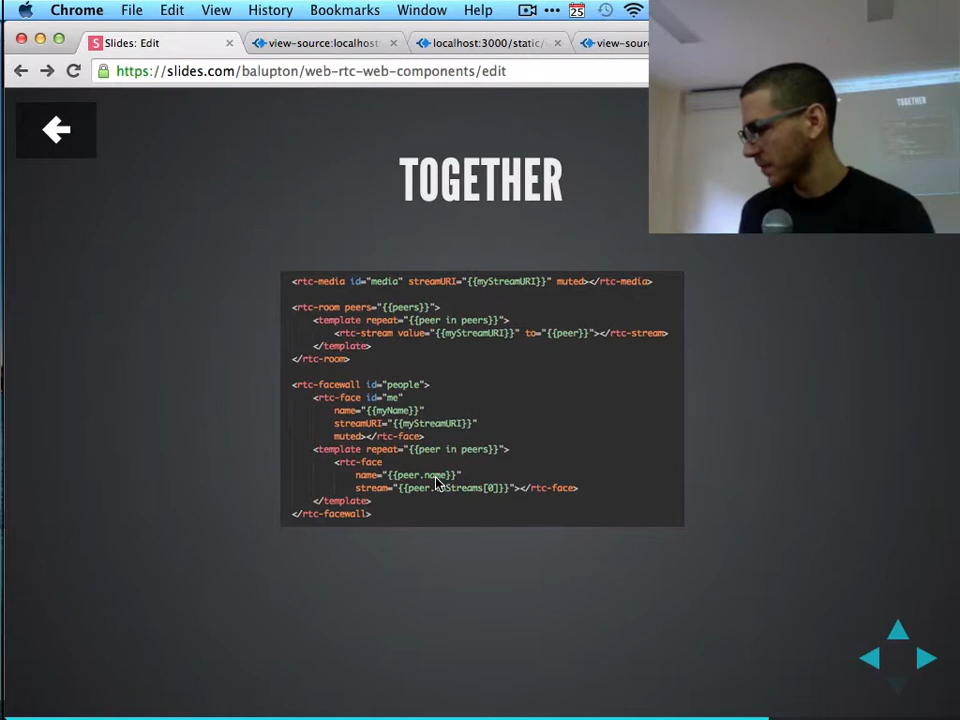 Chrome File Edit View History Bookmarks Window Help 25
Slides: Edit × view-source:localhost: × localhost:3000/static/ × view-sour
https://slides.com/balupton/web-rtc-web-components/edit
TOGETHER
TOGETHER
<rtc-media id="media" streamURI="{{myStreamURI}}" muted></rtc-media>
<rtc-room peers="{{peers}}">
<template repeat="{{peer in peers}}">
<rtc-stream value="{{myStreamURI}}" to="{{peer}}"></rtc-stream>
</template>
</rtc-room>
<rtc-facewall id="people">
<rtc-face id="me"
name="{{myName}}"
streamURI="{{myStreamURI}}"
muted></rtc-face>
<template repeat="{{peer in peers}}">
<rtc-face
name="{{peer.name}}"
></rtc-face>
</template>
</rtc-facewall>